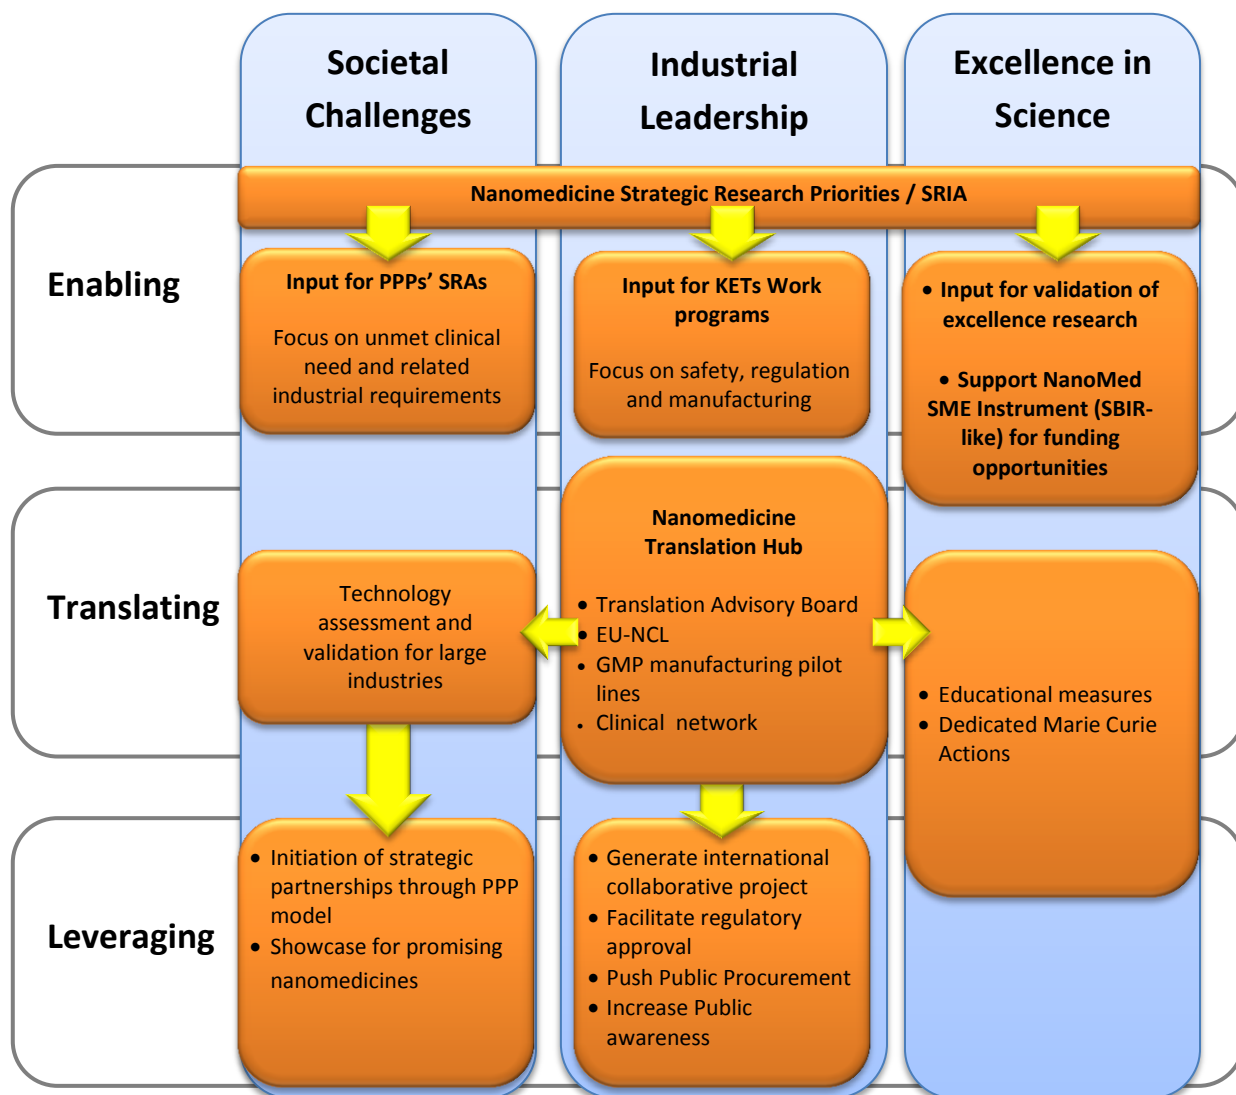 Societal
Challenges
Industrial
Leadership
Excellence in
Science
Nanomedicine Strategic Research Priorities / SRIA
Enabling
Input for PPPs' SRAs
Focus on unmet clinical
need and related
industrial requirements
Input for KETs Work
programs
Focus on safety, regulation
and manufacturing
• Input for validation of
excellence research
• Support NanoMed
SME Instrument (SBIR-
like) for funding
opportunities
Translating
Technology
assessment and
validation for large
industries
Nanomedicine
Translation Hub
• Translation Advisory Board
• EU-NCL
• GMP manufacturing pilot
lines
• Clinical network
• Educational measures
• Dedicated Marie Curie
Actions
Leveraging
• Initiation of strategic
partnerships through PPP
model
• Showcase for promising
nanomedicines
• Generate international
collaborative project
• Facilitate regulatory
approval
• Push Public Procurement
• Increase Public
awareness